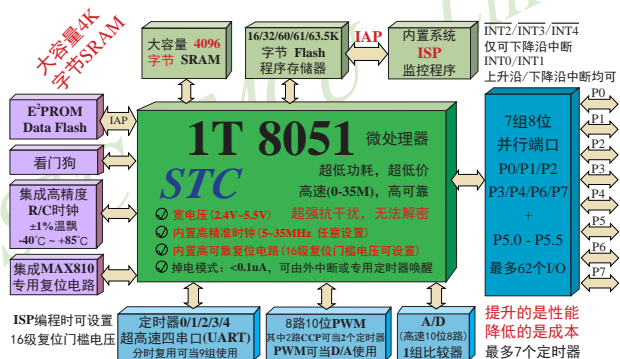 大容量4K
字节SRAM
大容量 4096
字节 SRAM
16/32/60/61/63.5K
字节 Flash
程序存储器
IAP
内置系统
ISP
监控程序
INT2/INT3/INT4
仅可下降沿中断
INT0/INT1
上升沿/下降沿中断均可
E²PROM
Data Flash
IAP
看门狗
集成高精度
R/C时钟
±1%温飘
-40℃ ~ +85℃
集成MAX810
专用复位电路
1T 8051 微处理器
STC
超低功耗，超低价
高速(0-35M)，高可靠
宽电压(2.4V~5.5V) 超强抗干扰，无法解密
内置高精准时钟(5~35MHz 任意设置)
内置高可靠复位电路(16级复位门槛电压可设置)
掉电模式：<0.1uA，可由外中断或专用定时器唤醒
7组8位
并行端口
P0/P1/P2
P3/P4/P6/P7
+
P5.0 - P5.5
最多62个I/O
P0
P1
P2
P3
P4
P5
P6
P7
ISP编程时可设置
16级复位门槛电压
定时器0/1/2/3/4
超高速四串口(UART)
分时复用可当9组使用
8路10位PWM
其中2路CCP可当2个定时器
PWM可当D/A使用
A/D
(高速10位8路)
1组比较器
提升的是性能
降低的是成本
最多7个定时器